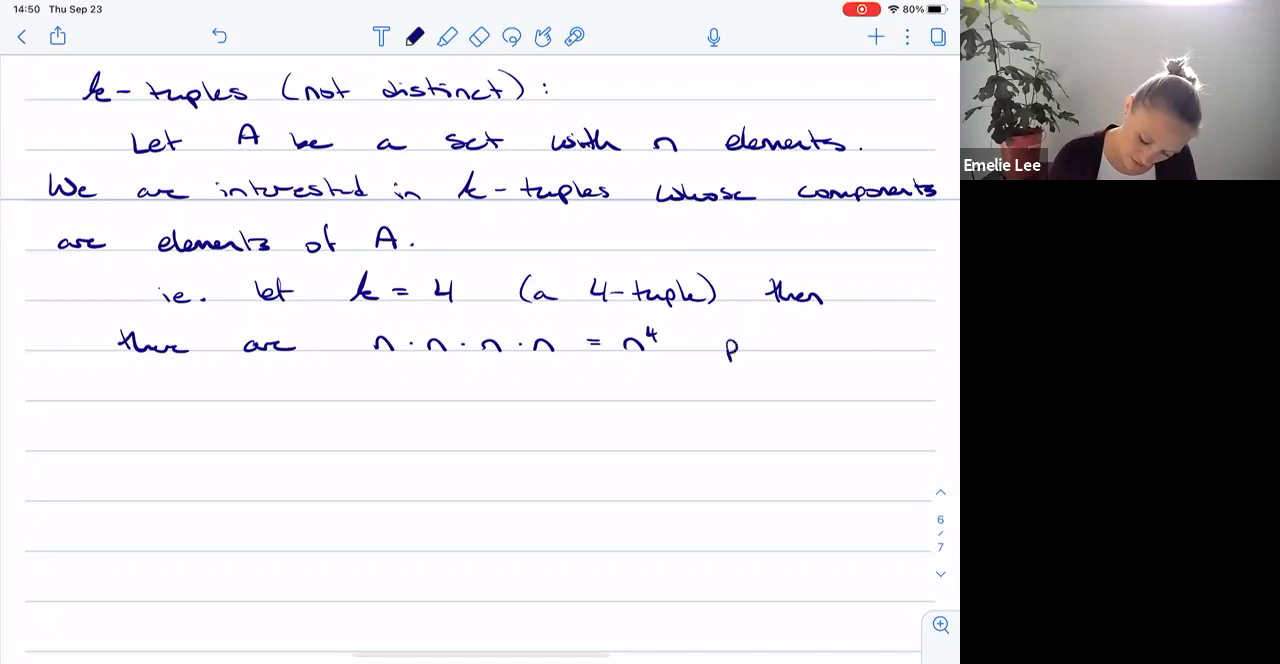 14:50 Thu Sep 23
80%
k-tuples (not distinct):
Let A be a set with n elements.
We are interested in k-tuples whose components
are elements of A.
ie. let k = 4 (a 4-tuple) then
there are n · n · n · n = n⁴ p
Emelie Lee
6
/
7